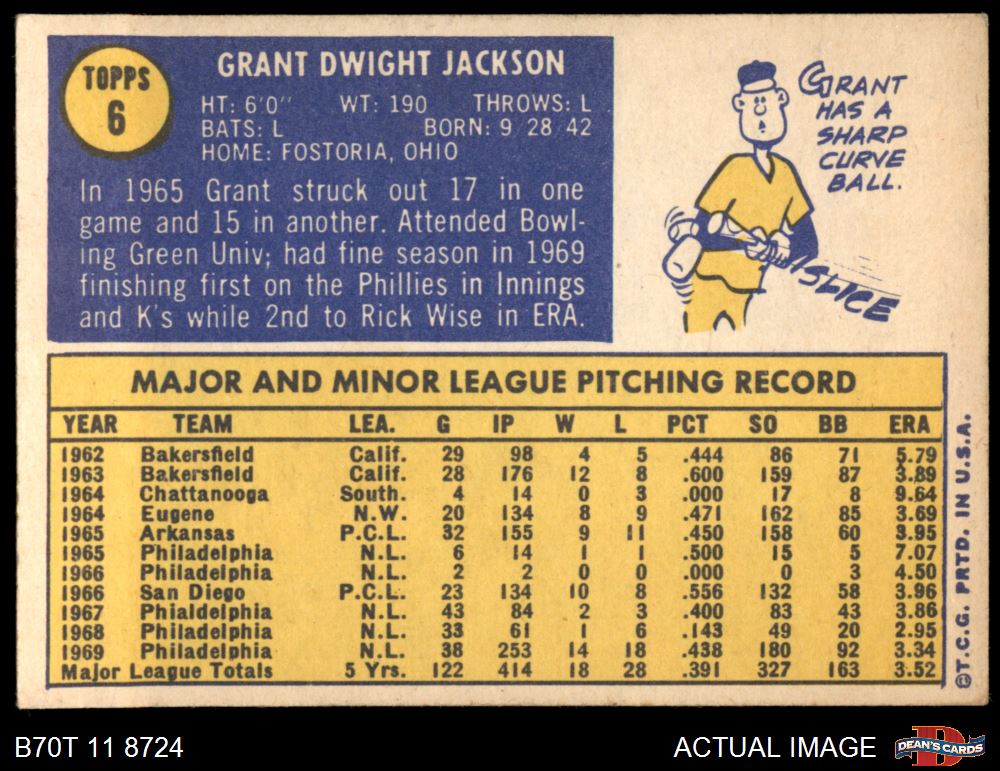 TOPPS
6
GRANT DWIGHT JACKSON
HT: 6'0" WT: 190 THROWS: L
BATS: L BORN: 9 28 42
HOME: FOSTORIA, OHIO
In 1965 Grant struck out 17 in one
game and 15 in another. Attended Bowl-
ing Green Univ; had fine season in 1969
finishing first on the Phillies in Innings
and K's while 2nd to Rick Wise in ERA.
GRANT
HAS A
SHARP
CURVE
BALL.
SLICE
MAJOR AND MINOR LEAGUE PITCHING RECORD
YEAR TEAM LEA. G IP W L PCT SO BB ERA
1962 Bakersfield Calif. 29 98 4 5 .444 86 71 5.79
1963 Bakersfield Calif. 28 176 12 8 .600 159 87 3.89
1964 Chattanooga South. 4 14 0 3 .000 17 8 9.64
1964 Eugene N.W. 20 134 8 9 .471 162 85 3.69
1965 Arkansas P.C.L. 32 155 9 11 .450 158 60 3.95
1965 Philadelphia N.L. 6 14 1 1 .500 15 5 7.07
1966 Philadelphia N.L. 2 2 0 0 .000 0 3 4.50
1966 San Diego P.C.L. 23 134 10 8 .556 132 58 3.96
1967 Phialdelphia N.L. 43 84 2 3 .400 83 43 3.86
1968 Philadelphia N.L. 33 61 1 6 .143 49 20 2.95
1969 Philadelphia N.L. 38 253 14 18 .438 180 92 3.34
Major League Totals 5 Yrs. 122 414 18 28 .391 327 163 3.52
©T.C.G. PRTD. IN U.S.A.
B70T 11 8724
ACTUAL IMAGE
D
DEAN'S CARDS